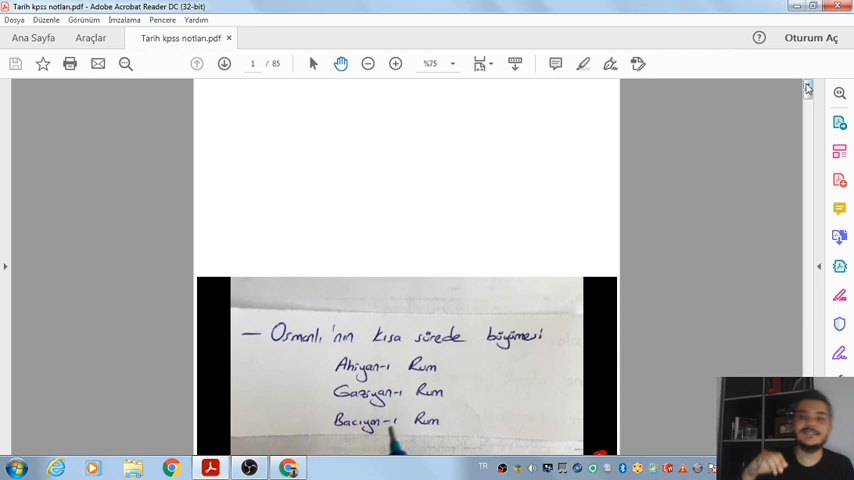 Tarih kpss notları.pdf - Adobe Acrobat Reader DC (32-bit)
Dosya Düzenle Görünüm İmzalama Pencere Yardım
Ana Sayfa Araçlar Tarih kpss notları.pdf × Oturum Aç
1 / 85 %75
— Osmanlı'nın kısa sürede büyümesi
Ahiyan-ı Rum
Gaziyan-ı Rum
Bacıyan-ı Rum
TR